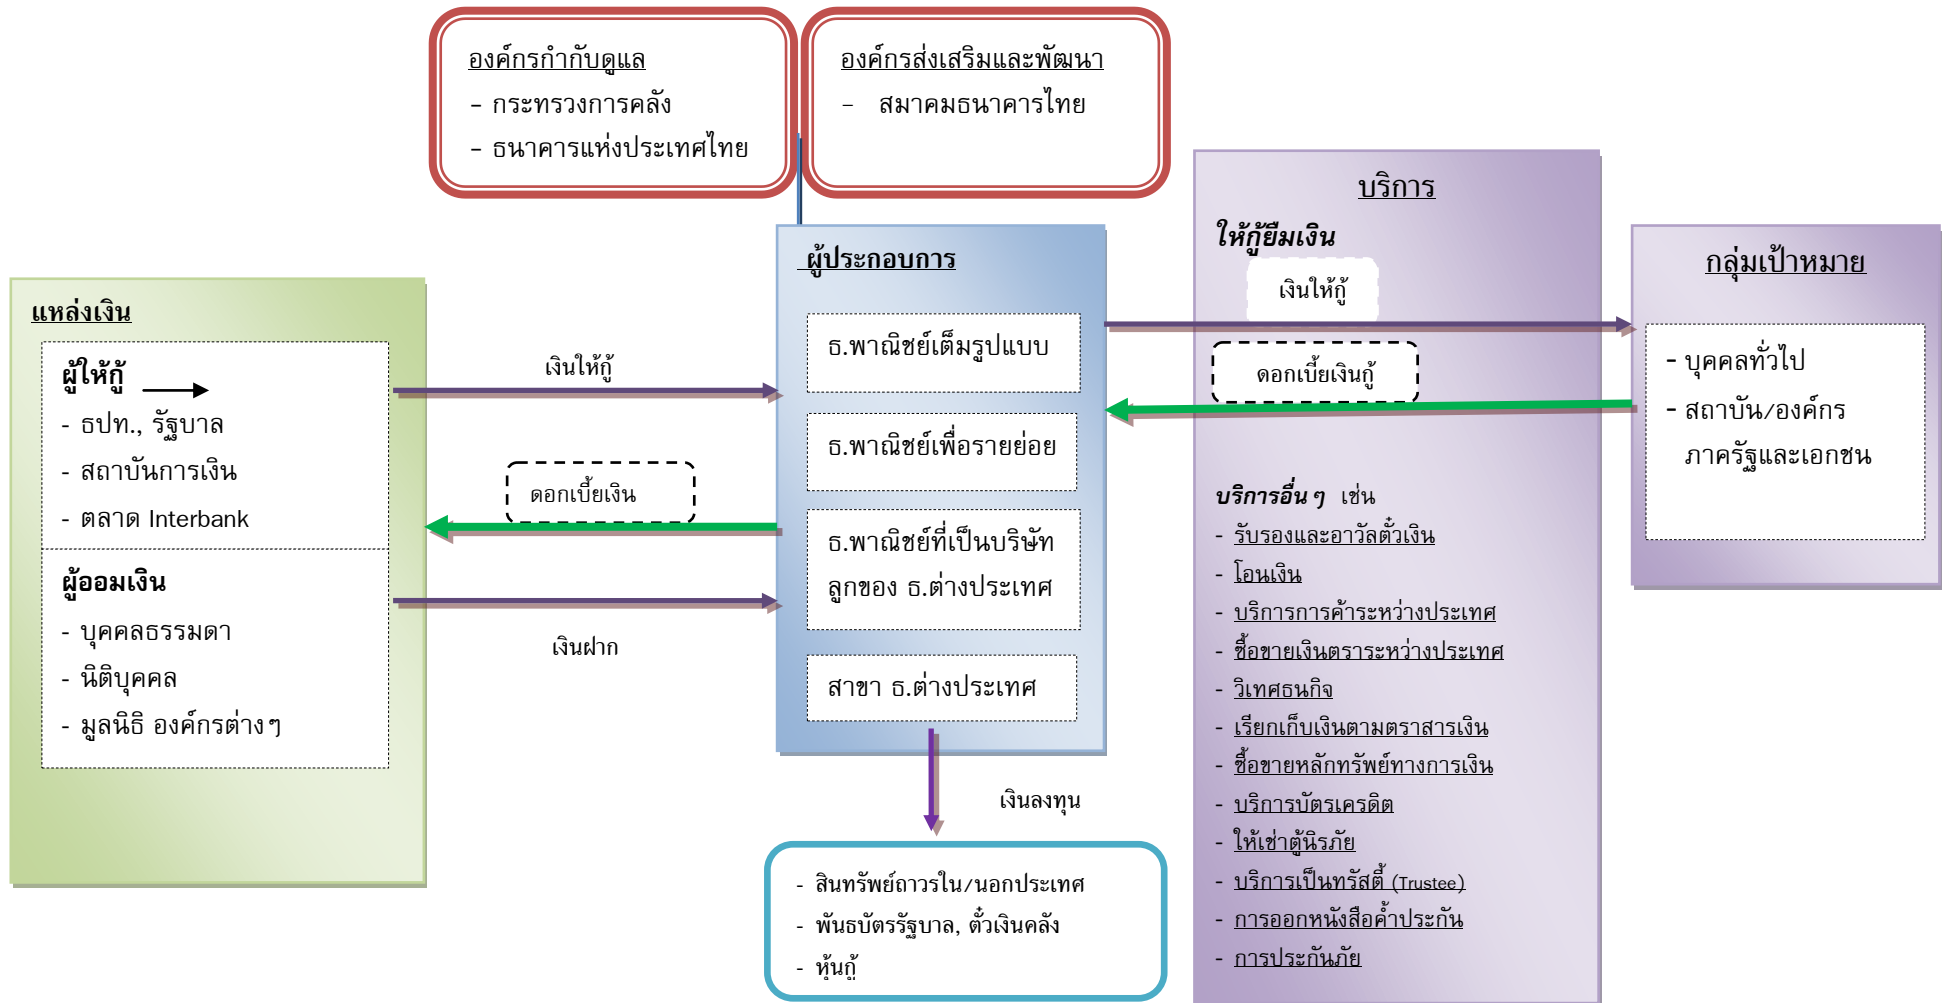 องค์กรกำกับดูแล
- กระทรวงการคลัง
- ธนาคารแห่งประเทศไทย
องค์กรส่งเสริมและพัฒนา
- สมาคมธนาคารไทย
แหล่งเงิน
ผู้ให้กู้
- ธปท., รัฐบาล
- สถาบันการเงิน
- ตลาด Interbank
ผู้ออมเงิน
- บุคคลธรรมดา
- นิติบุคคล
- มูลนิธิ องค์กรต่างๆ
เงินให้กู้
ดอกเบี้ยเงิน
เงินฝาก
ผู้ประกอบการ
ธ.พาณิชย์เต็มรูปแบบ
ธ.พาณิชย์เพื่อรายย่อย
ธ.พาณิชย์ที่เป็นบริษัท
ลูกของ ธ.ต่างประเทศ
สาขา ธ.ต่างประเทศ
เงินลงทุน
- สินทรัพย์ถาวรใน/นอกประเทศ
- พันธบัตรรัฐบาล, ตั๋วเงินคลัง
- หุ้นกู้
บริการ
ให้กู้ยืมเงิน
เงินให้กู้
ดอกเบี้ยเงินกู้
บริการอื่น ๆ เช่น
- รับรองและอาวัลตั๋วเงิน
- โอนเงิน
- บริการการค้าระหว่างประเทศ
- ซื้อขายเงินตราระหว่างประเทศ
- วิเทศธนกิจ
- เรียกเก็บเงินตามตราสารเงิน
- ซื้อขายหลักทรัพย์ทางการเงิน
- บริการบัตรเครดิต
- ให้เช่าตู้นิรภัย
- บริการเป็นทรัสตี้ (Trustee)
- การออกหนังสือค้ำประกัน
- การประกันภัย
กลุ่มเป้าหมาย
- บุคคลทั่วไป
- สถาบัน/องค์กร
ภาครัฐและเอกชน